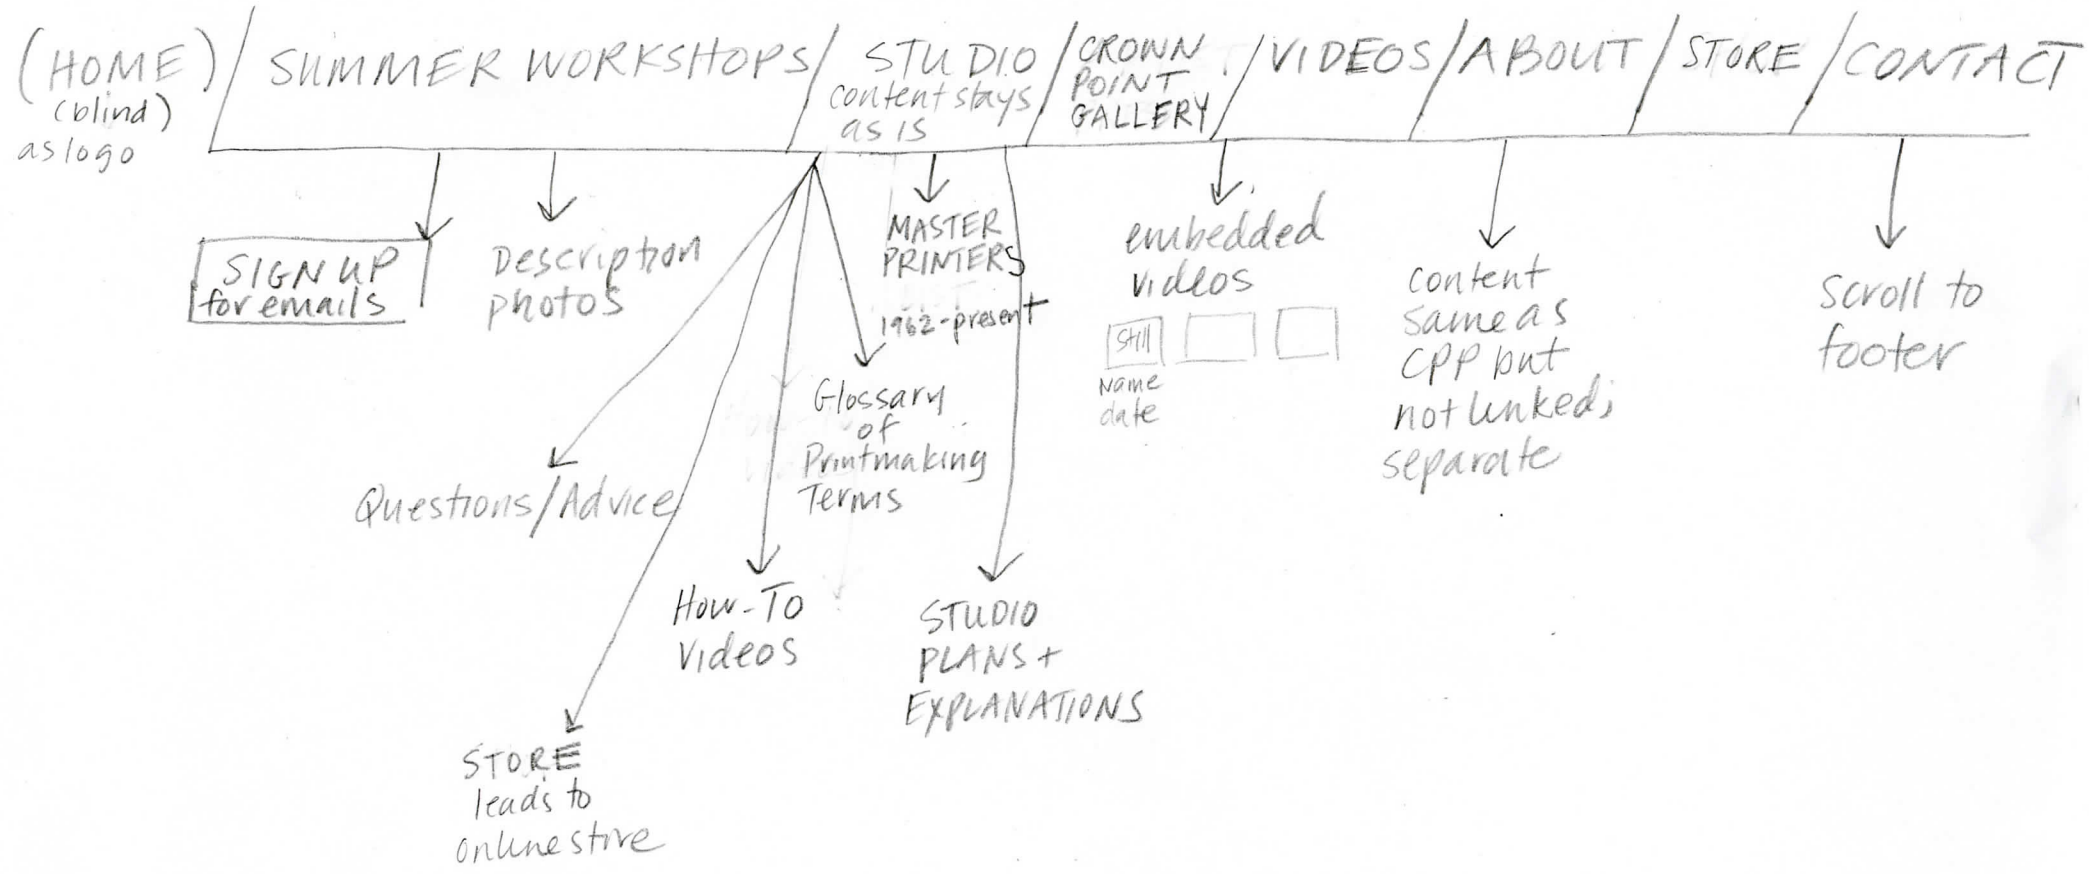 (HOME) / SUMMER WORKSHOPS / STUDIO / CROWN POINT GALLERY / VIDEOS / ABOUT / STORE / CONTACT
(blind)
as logo
content stays
as is
SIGN UP
for emails
Description
photos
Questions/Advice
STORE
leads to
online store
How-To
Videos
Glossary
of
Printmaking
Terms
MASTER
PRINTERS
1962-present
STUDIO
PLANS +
EXPLANATIONS
embedded
videos
Still
Name
date
content
same as
CPP but
not linked;
separate
Scroll to
footer